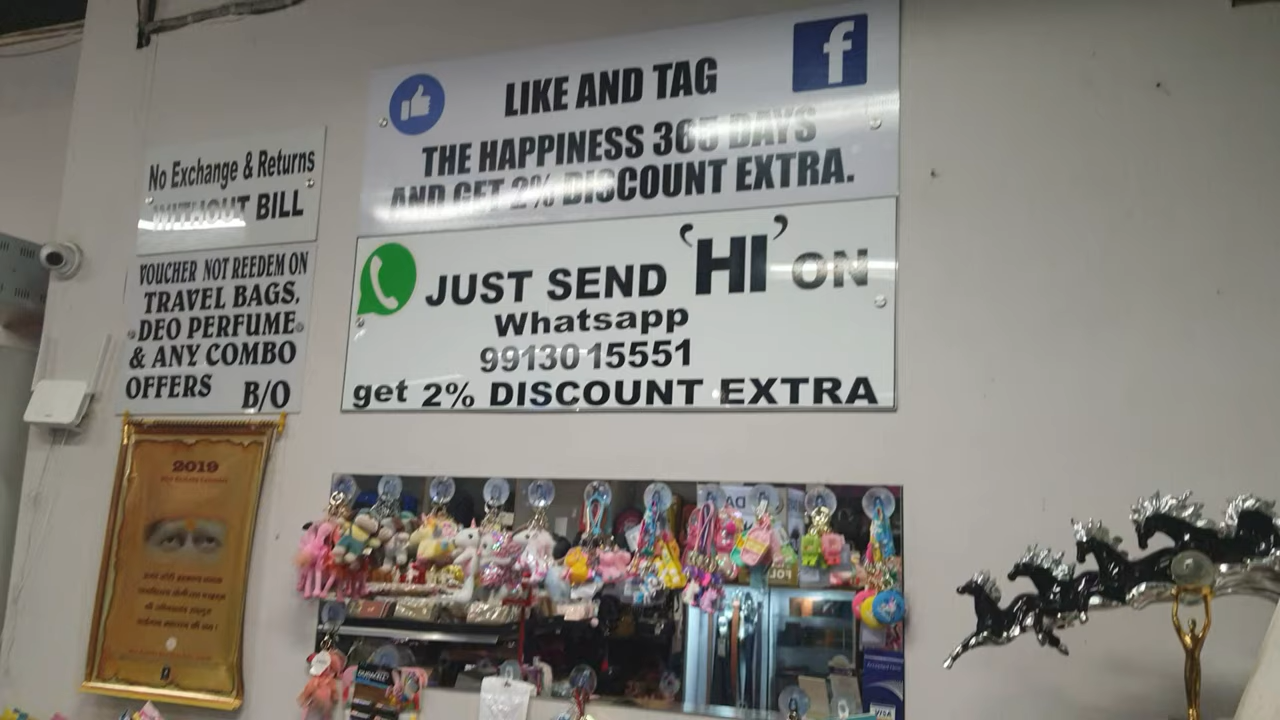 LIKE AND TAG
THE HAPPINESS 365 DAYS
AND GET 2% DISCOUNT EXTRA.
No Exchange & Returns
WITHOUT BILL
VOUCHER NOT REEDEM ON
TRAVEL BAGS,
DEO PERFUME
& ANY COMBO
OFFERS B/O
JUST SEND 'HI' ON
Whatsapp
9913015551
get 2% DISCOUNT EXTRA
2019
DURACELL
VISA